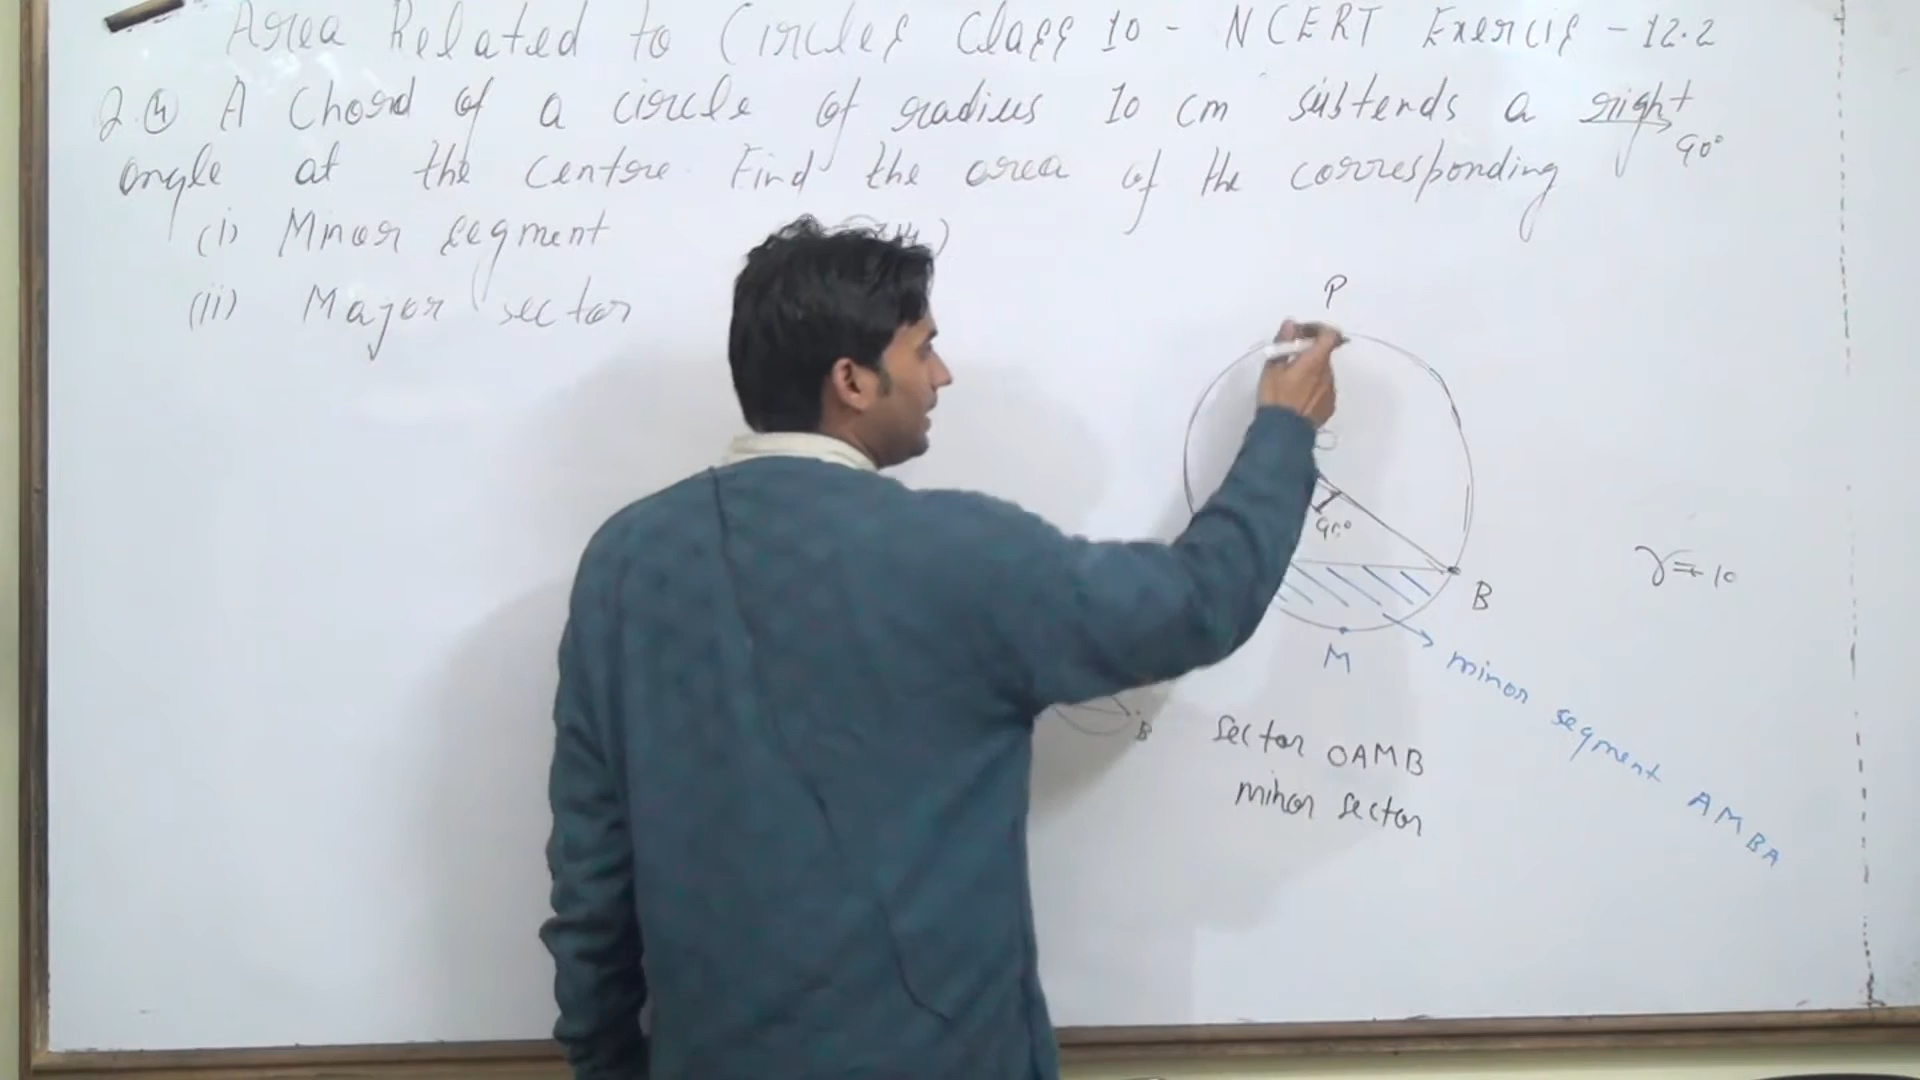 Area Related to Circles Class 10 - NCERT Exercis - 12.2
Q.4 A Chord of a circle of radius 10 cm subtends a right
90°
angle at the centre. Find the area of the corresponding
(i) Minor segment
(ii) Major sector
P
O
90°
B
M
r = 10
minor segment AMBA
B
sector OAMB
minor sector